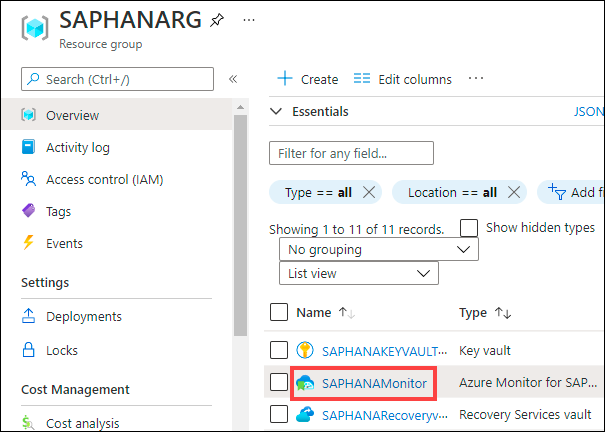 SAPHANARG
Resource group
Search (Ctrl+/)
Overview
Activity log
Access control (IAM)
Tags
Events
Settings
Deployments
Locks
Cost Management
Cost analysis
Create
Edit columns
Essentials
JSON
Filter for any field...
Type == all
Location == all
Add fi
Showing 1 to 11 of 11 records.
Show hidden types
No grouping
List view
Name
Type
SAPHANAKEYVAULT...
Key vault
SAPHANAMonitor
Azure Monitor for SAP...
SAPHANARecoveryv...
Recovery Services vault